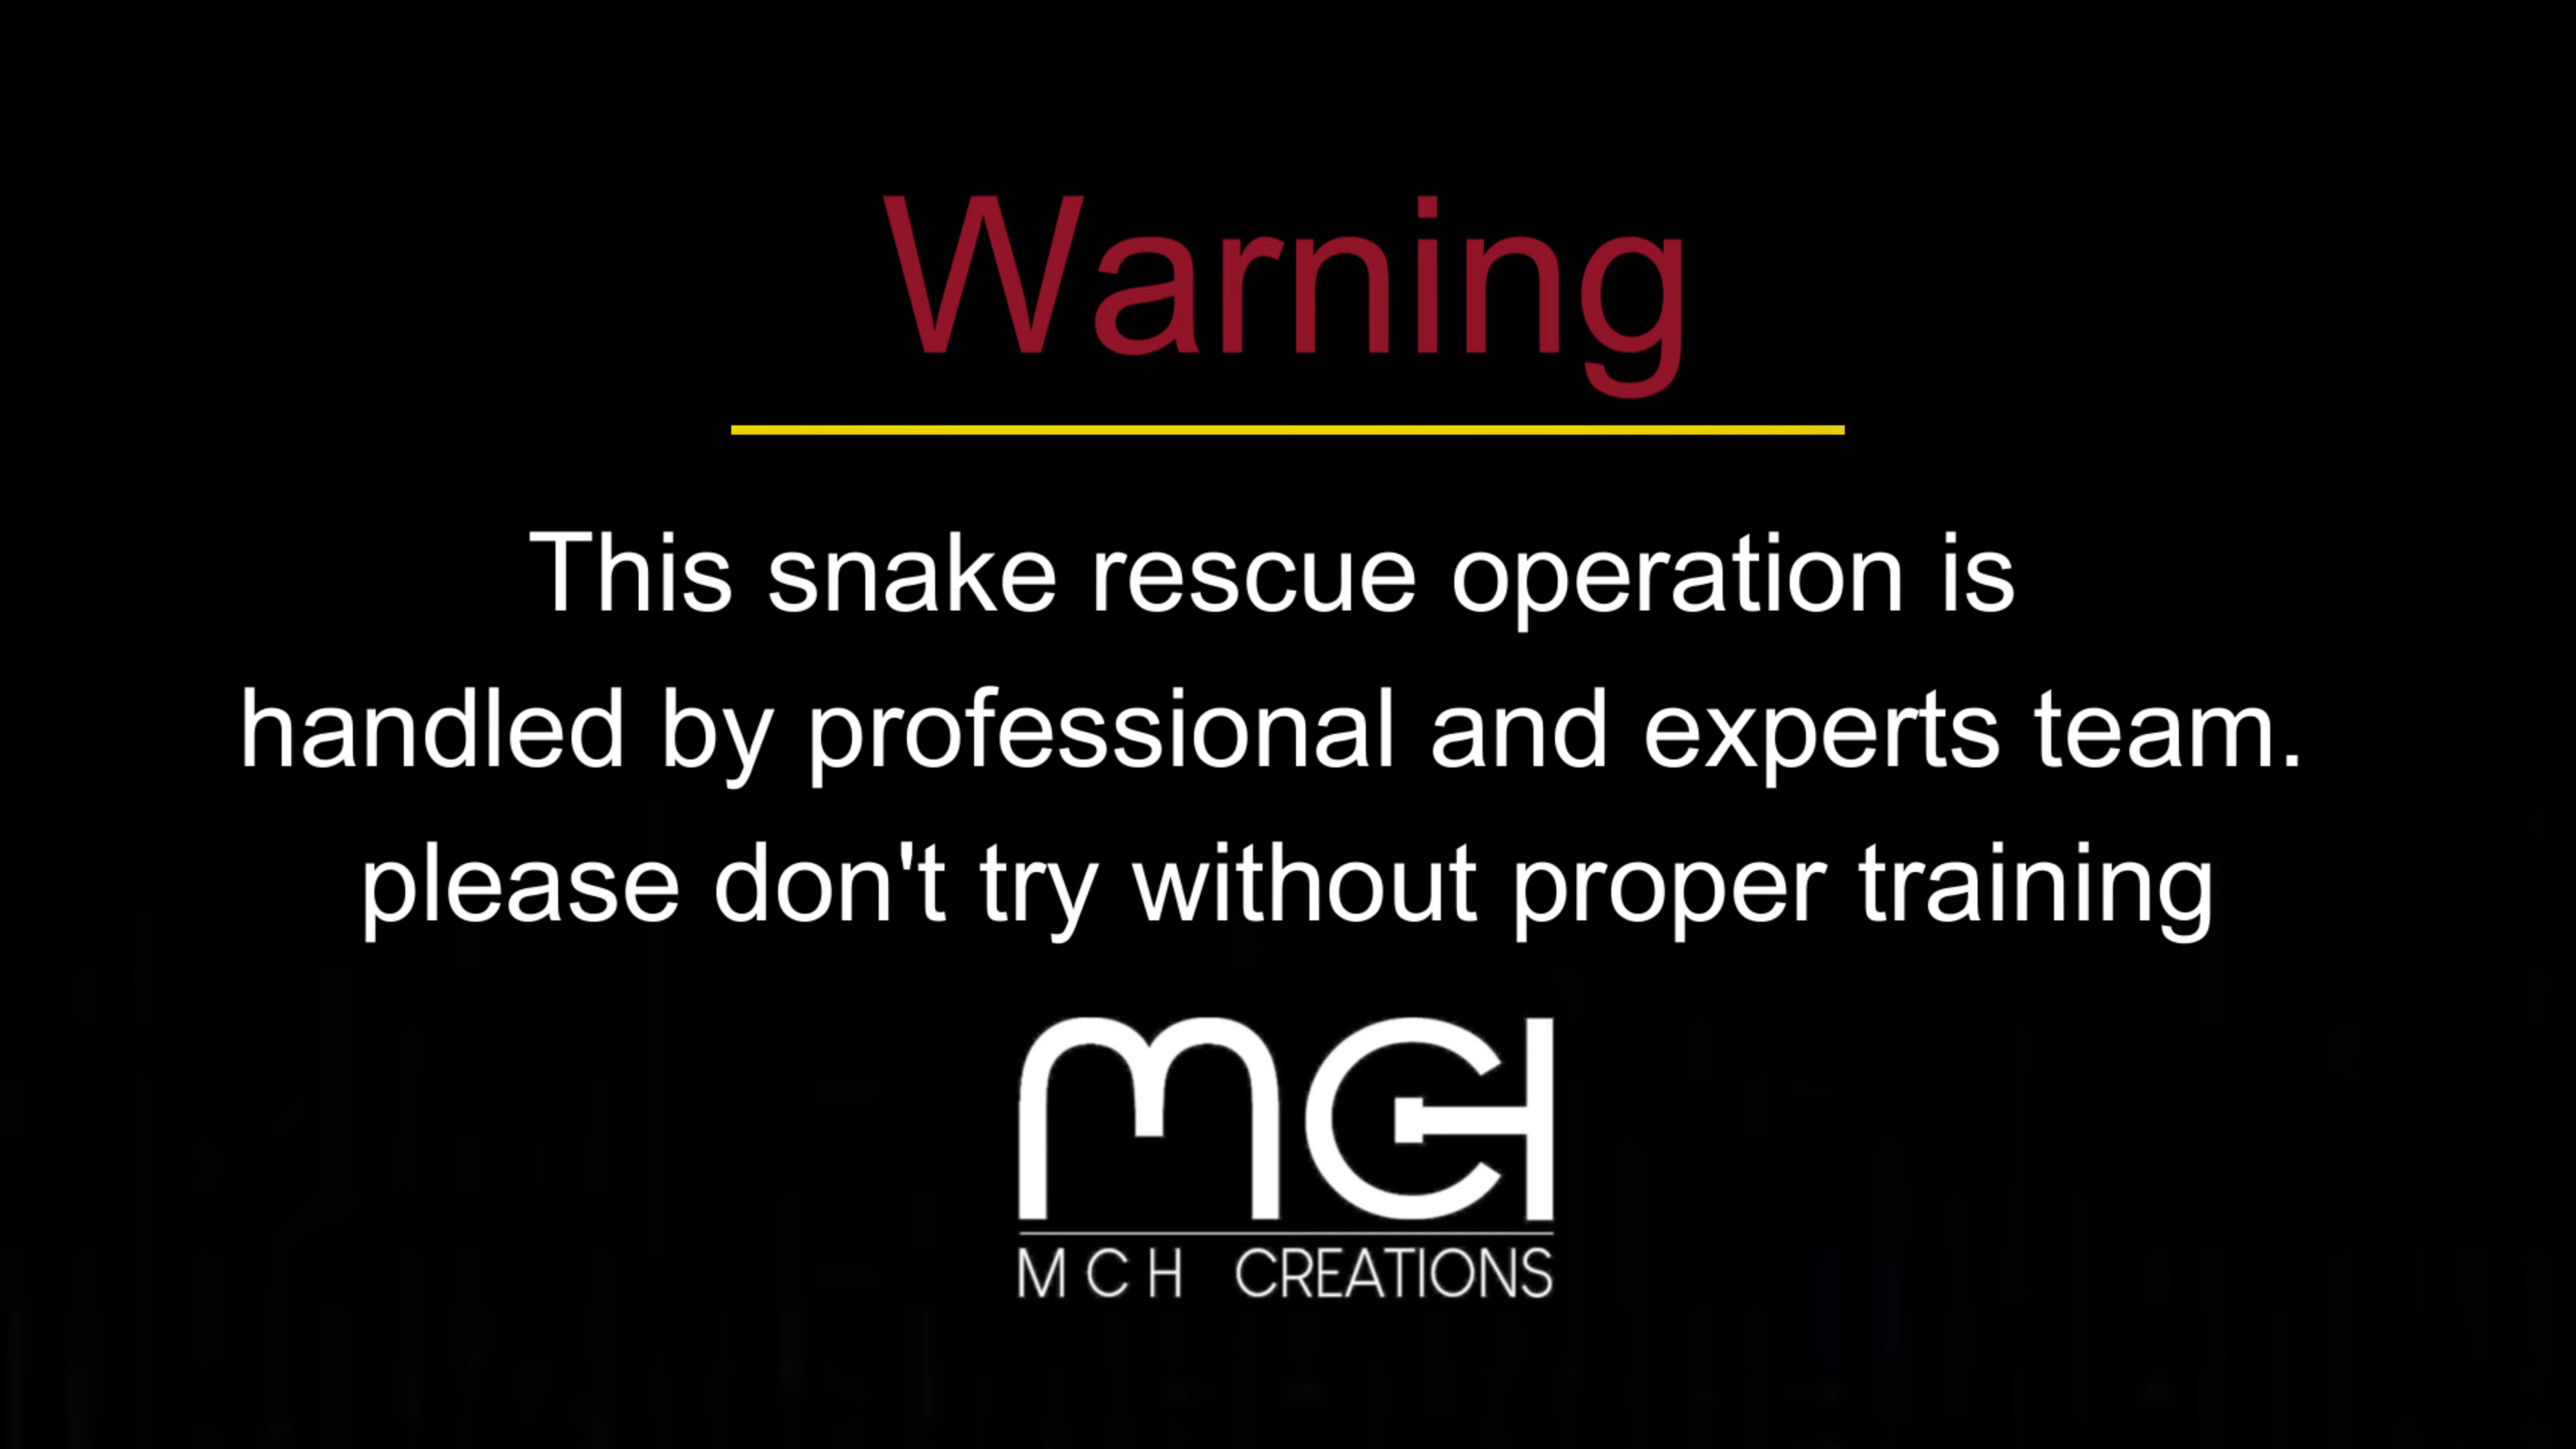 Warning
This snake rescue operation is
handled by professional and experts team.
please don't try without proper training
MCH
MCH CREATIONS